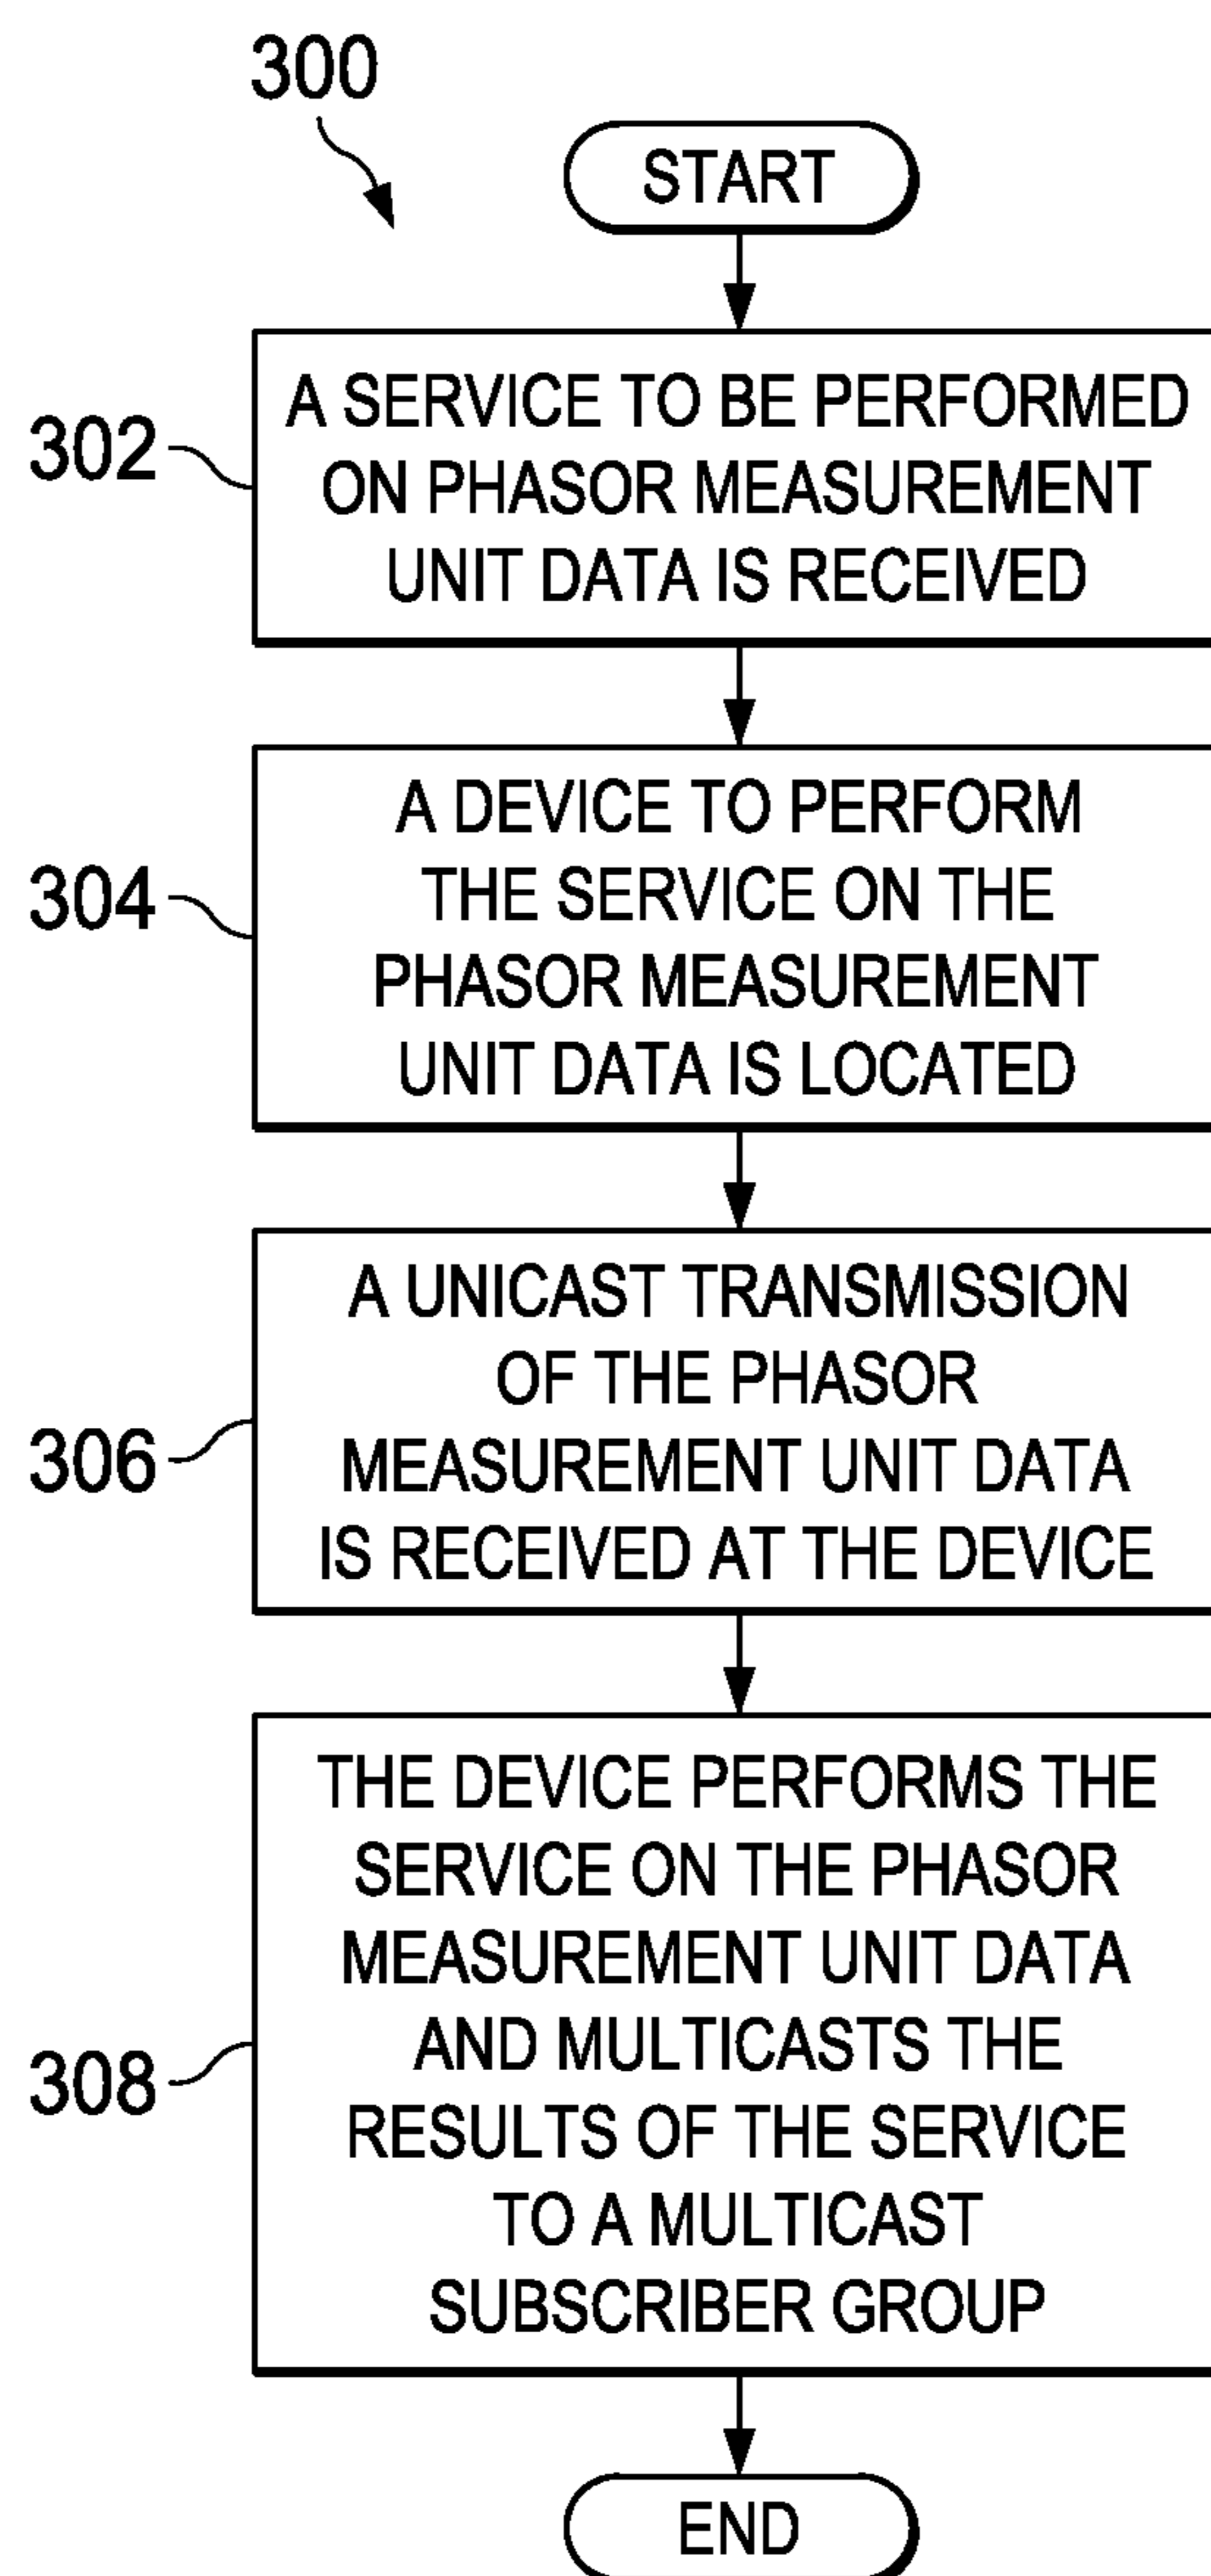 300
START
302
A SERVICE TO BE PERFORMED
ON PHASOR MEASUREMENT
UNIT DATA IS RECEIVED
304
A DEVICE TO PERFORM
THE SERVICE ON THE
PHASOR MEASUREMENT
UNIT DATA IS LOCATED
306
A UNICAST TRANSMISSION
OF THE PHASOR
MEASUREMENT UNIT DATA
IS RECEIVED AT THE DEVICE
308
THE DEVICE PERFORMS THE
SERVICE ON THE PHASOR
MEASUREMENT UNIT DATA
AND MULTICASTS THE
RESULTS OF THE SERVICE
TO A MULTICAST
SUBSCRIBER GROUP
END